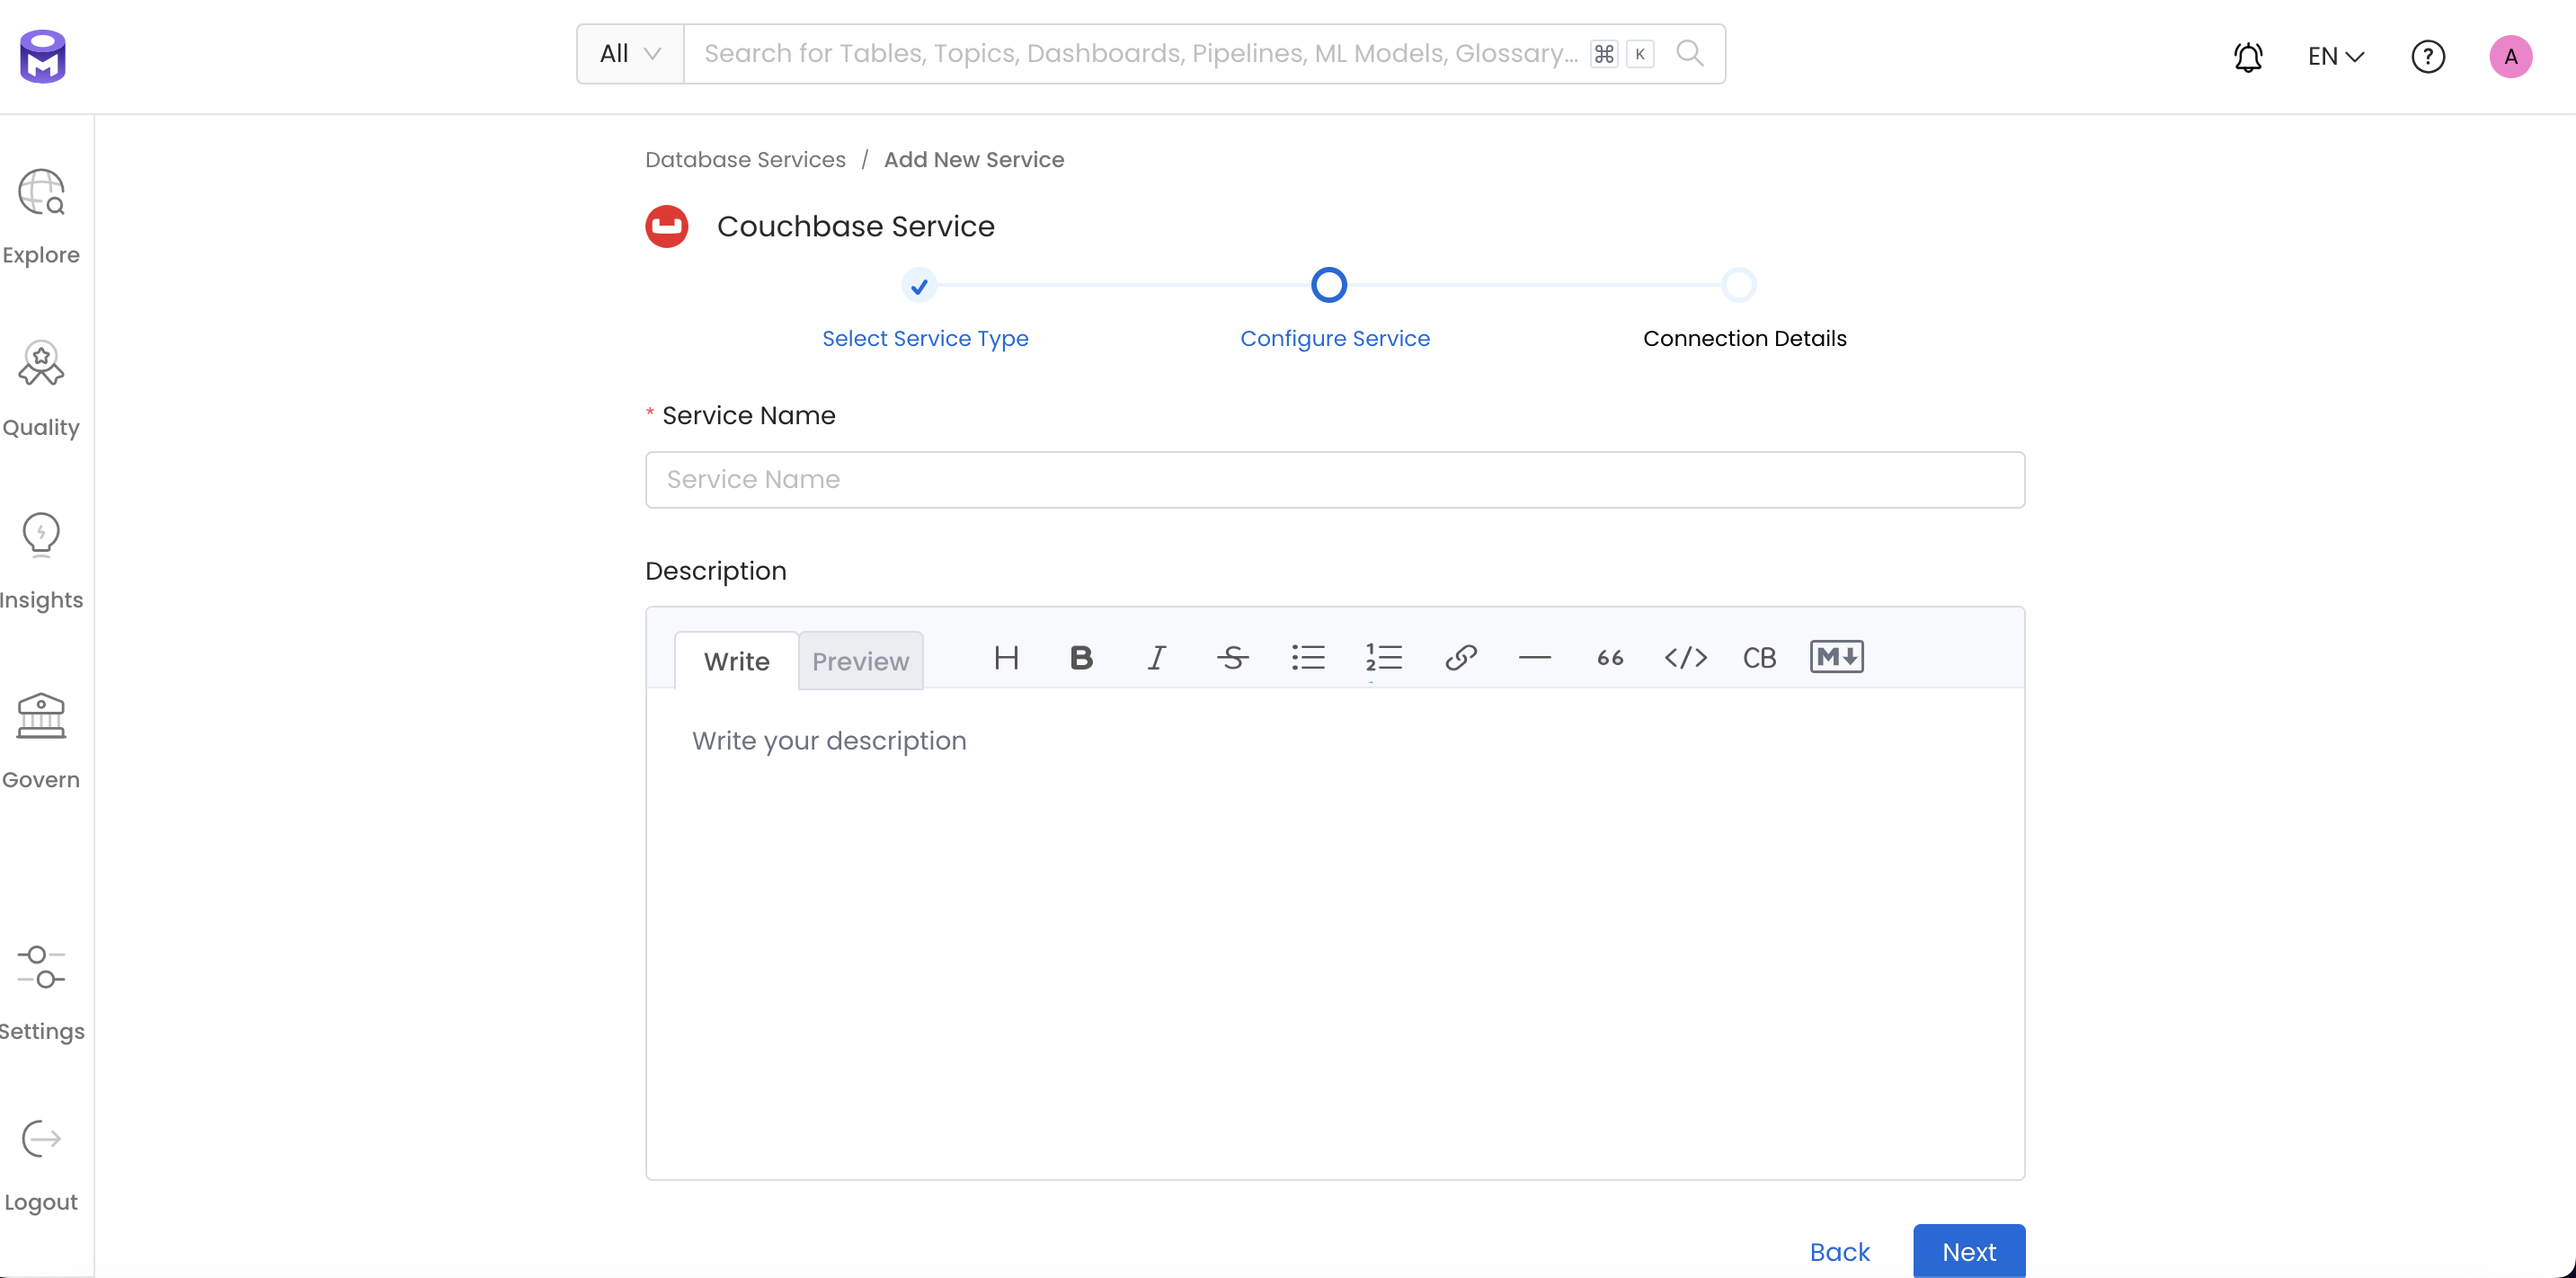 All
Search for Tables, Topics, Dashboards, Pipelines, ML Models, Glossary... ⌘ K
EN
?
A
Explore
Quality
Insights
Govern
Settings
Logout
Database Services / Add New Service
Couchbase Service
Select Service Type
Configure Service
Connection Details
* Service Name
Service Name
Description
Write
Preview
H B I S 66 </> CB M↓
Write your description
Back
Next